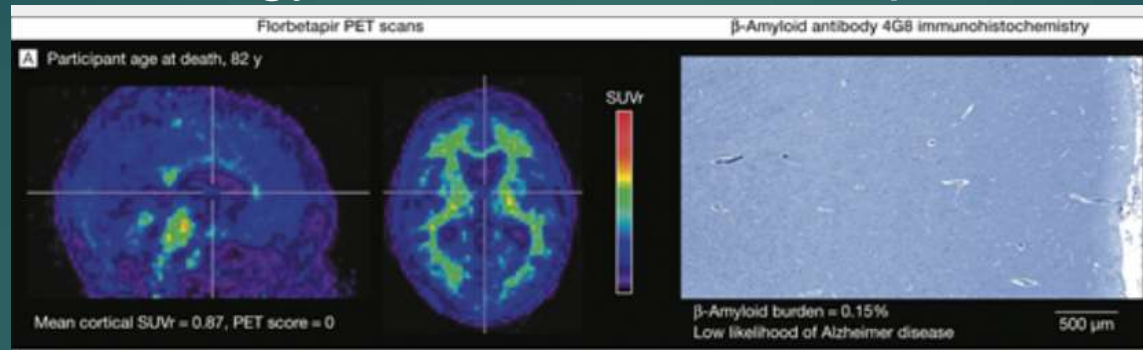 Florbetapir PET scans
β-Amyloid antibody 4G8 immunohistochemistry
A Participant age at death, 82 y
SUVr
Mean cortical SUVr = 0.87, PET score = 0
β-Amyloid burden = 0.15%
Low likelihood of Alzheimer disease
500 µm